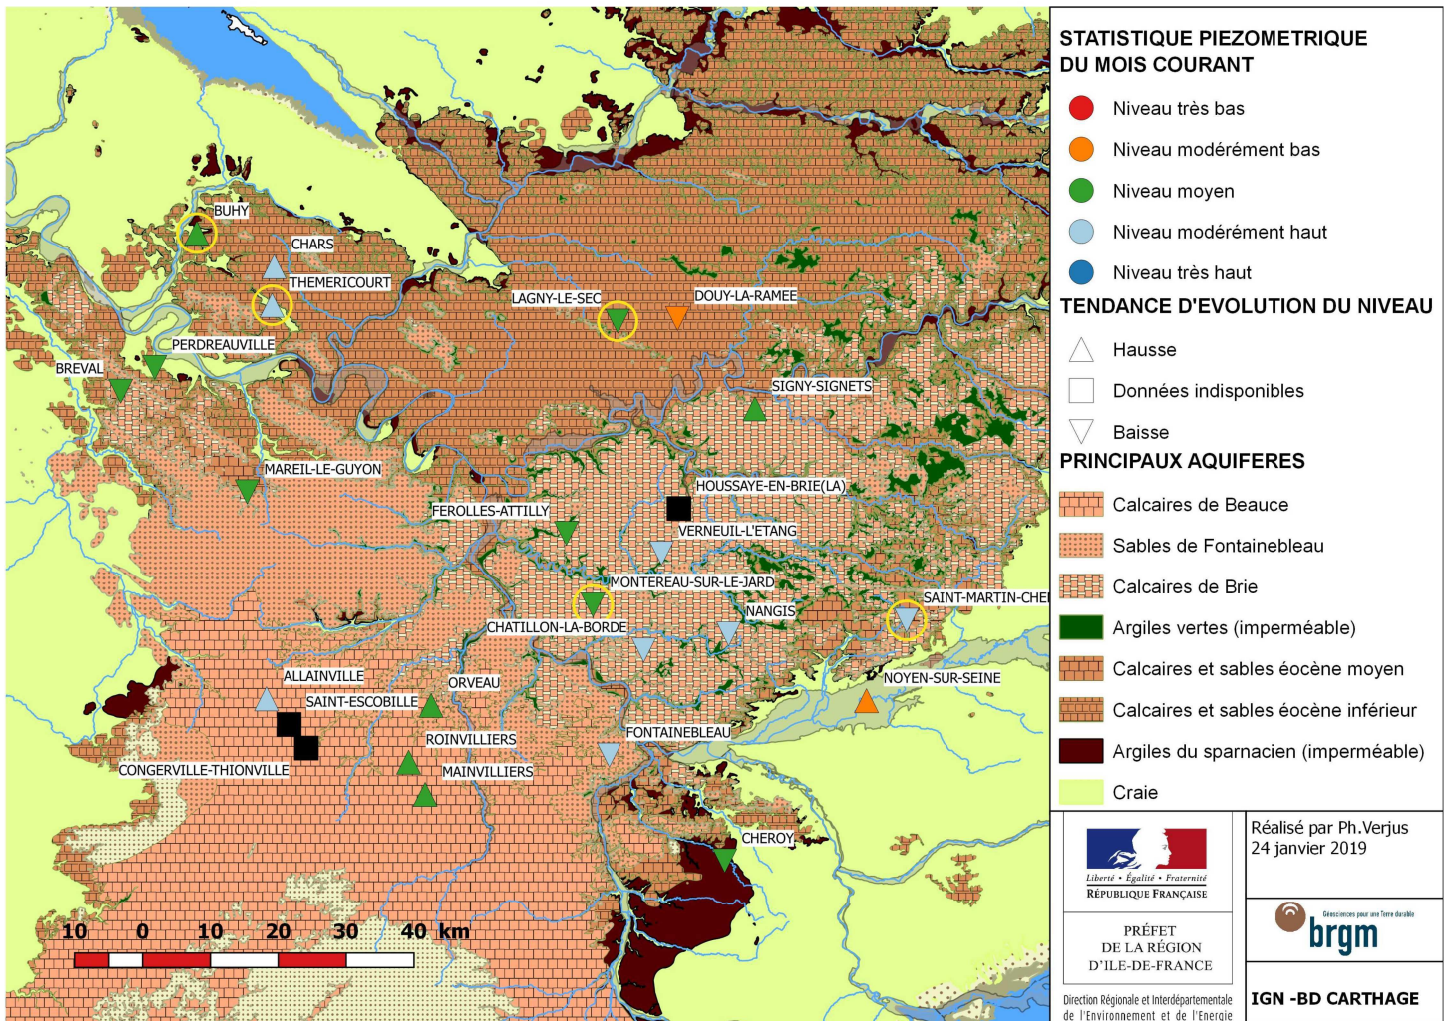 BUHY
CHARS
THEMERICOURT
LAGNY-LE-SEC
DOUY-LA-RAMEE
PERDREAUVILLE
BREVAL
SIGNY-SIGNETS
MAREIL-LE-GUYON
HOUSSAYE-EN-BRIE(LA)
FEROLLES-ATTILLY
VERNEUIL-L'ETANG
MONTEREAU-SUR-LE-JARD
SAINT-MARTIN-CHE
NANGIS
CHATILLON-LA-BORDE
ALLAINVILLE
ORVEAU
NOYEN-SUR-SEINE
SAINT-ESCOBILLE
ROINVILLIERS
FONTAINEBLEAU
CONGERVILLE-THIONVILLE
MAINVILLIERS
CHEROY
10 0 10 20 30 40 km
STATISTIQUE PIEZOMETRIQUE
DU MOIS COURANT
Niveau très bas
Niveau modérément bas
Niveau moyen
Niveau modérément haut
Niveau très haut
TENDANCE D'EVOLUTION DU NIVEAU
Hausse
Données indisponibles
Baisse
PRINCIPAUX AQUIFERES
Calcaires de Beauce
Sables de Fontainebleau
Calcaires de Brie
Argiles vertes (imperméable)
Calcaires et sables éocène moyen
Calcaires et sables éocène inférieur
Argiles du sparnacien (imperméable)
Craie
Liberté • Égalité • Fraternité
RÉPUBLIQUE FRANÇAISE
PRÉFET
DE LA RÉGION
D'ILE-DE-FRANCE
Direction Régionale et Interdépartementale
de l'Environnement et de l'Energie
Réalisé par Ph.Verjus
24 janvier 2019
Géosciences pour une Terre durable
brgm
IGN -BD CARTHAGE